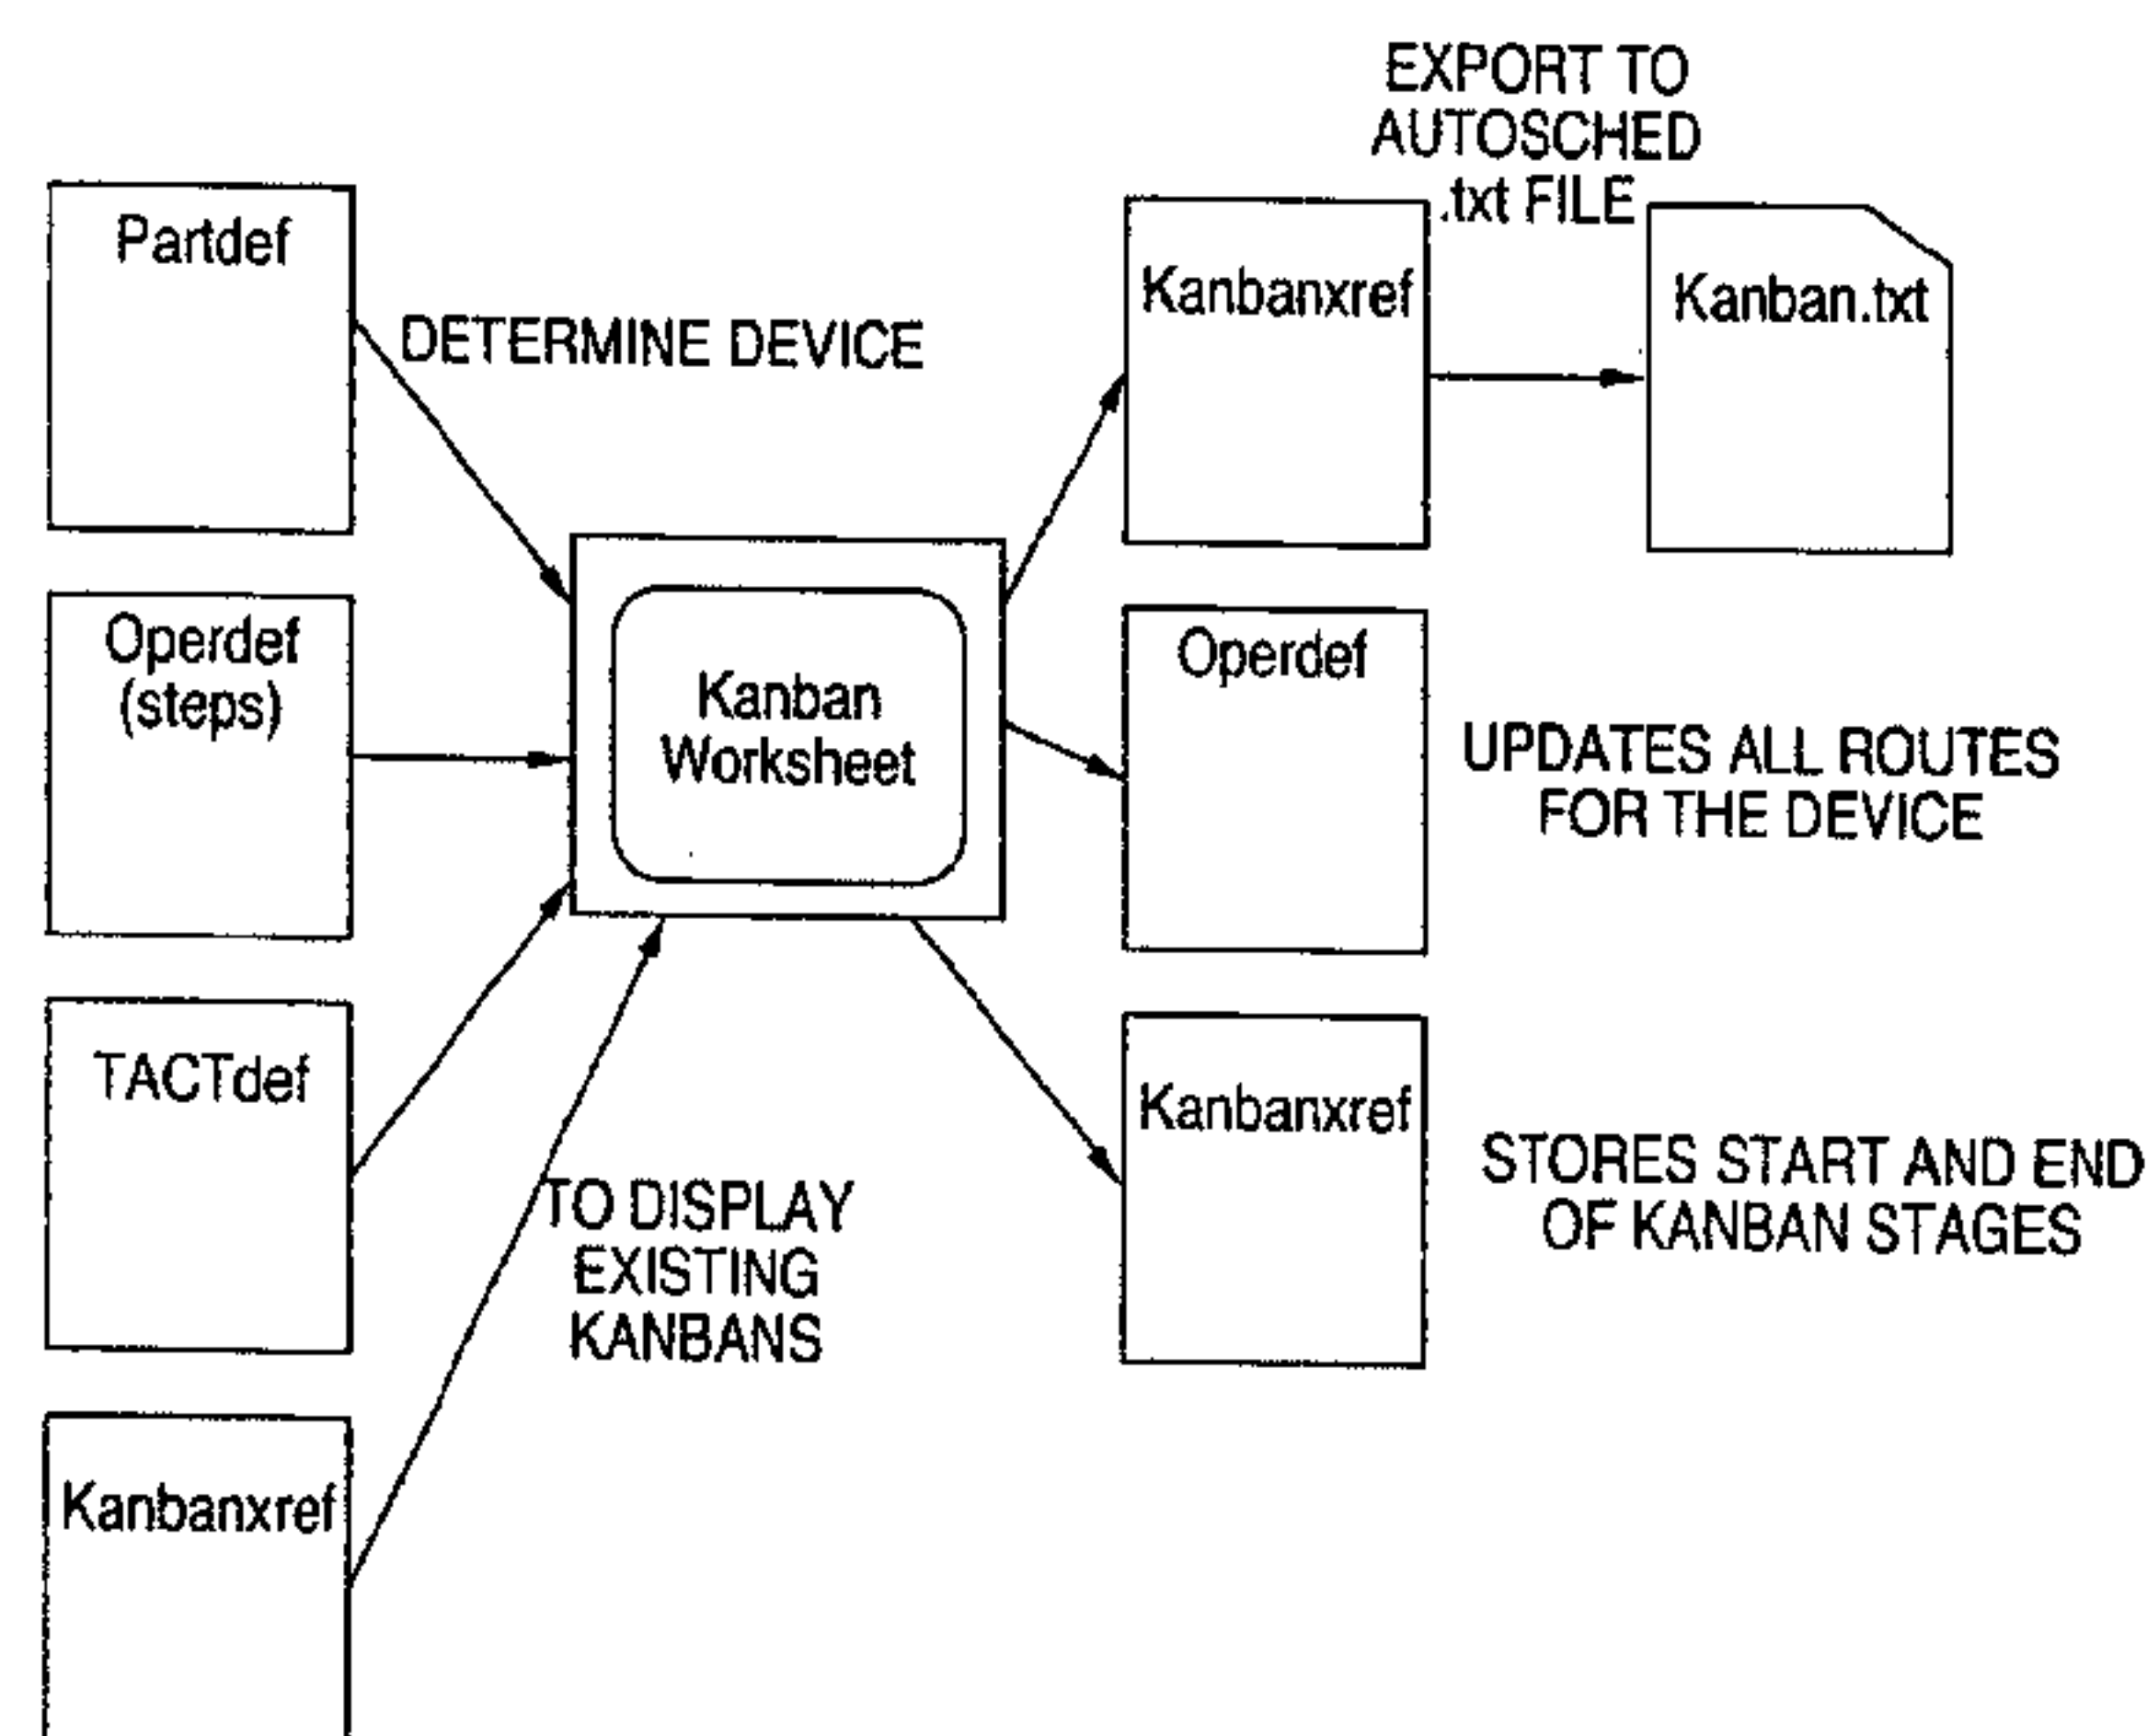 EXPORT TO
AUTOSCHED
.txt FILE
Partdef
DETERMINE DEVICE
Kanbanxref
Kanban.txt
Operdef
(steps)
Kanban
Worksheet
Operdef
UPDATES ALL ROUTES
FOR THE DEVICE
TACTdef
TO DISPLAY
EXISTING
KANBANS
Kanbanxref
STORES START AND END
OF KANBAN STAGES
Kanbanxref